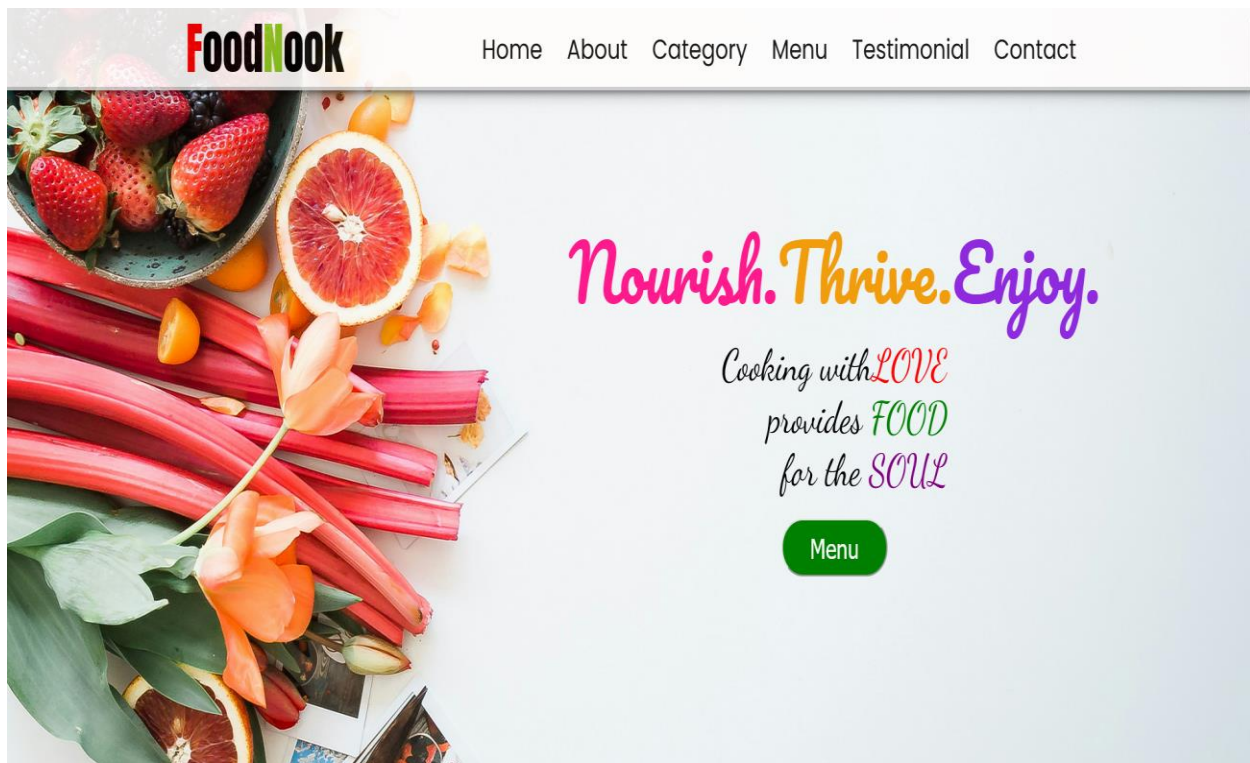 FoodNook
Home About Category Menu Testimonial Contact
Nourish.Thrive.Enjoy.
Cooking withLOVE
provides FOOD
for the SOUL
Menu